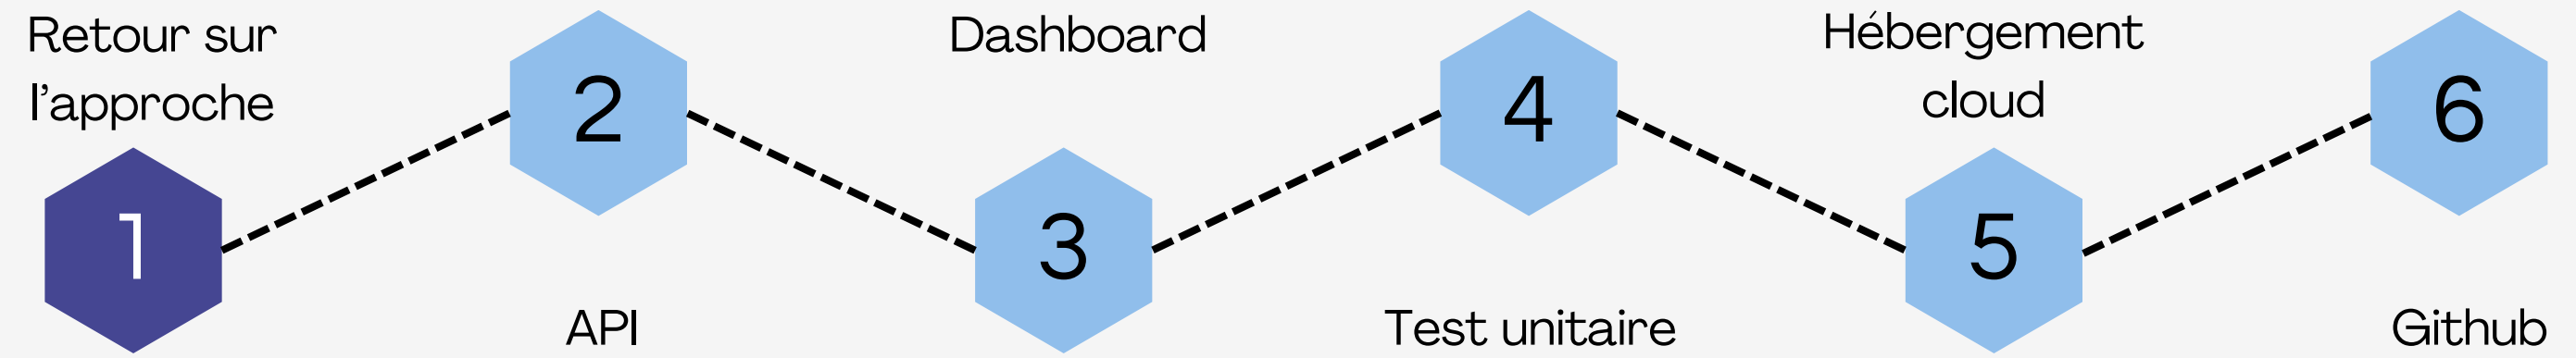 Retour sur
l'approche
1
2
API
Dashboard
3
4
Test unitaire
Hébergement
cloud
5
6
Github